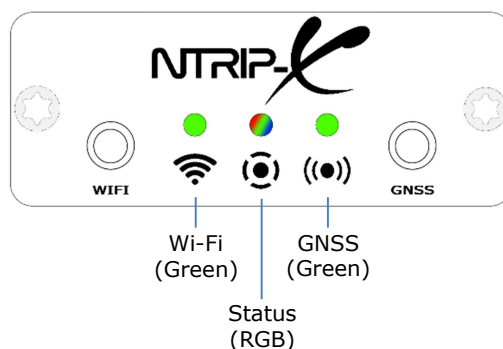 NTRIP-X
WIFI
GNSS
Wi-Fi
(Green)
GNSS
(Green)
Status
(RGB)